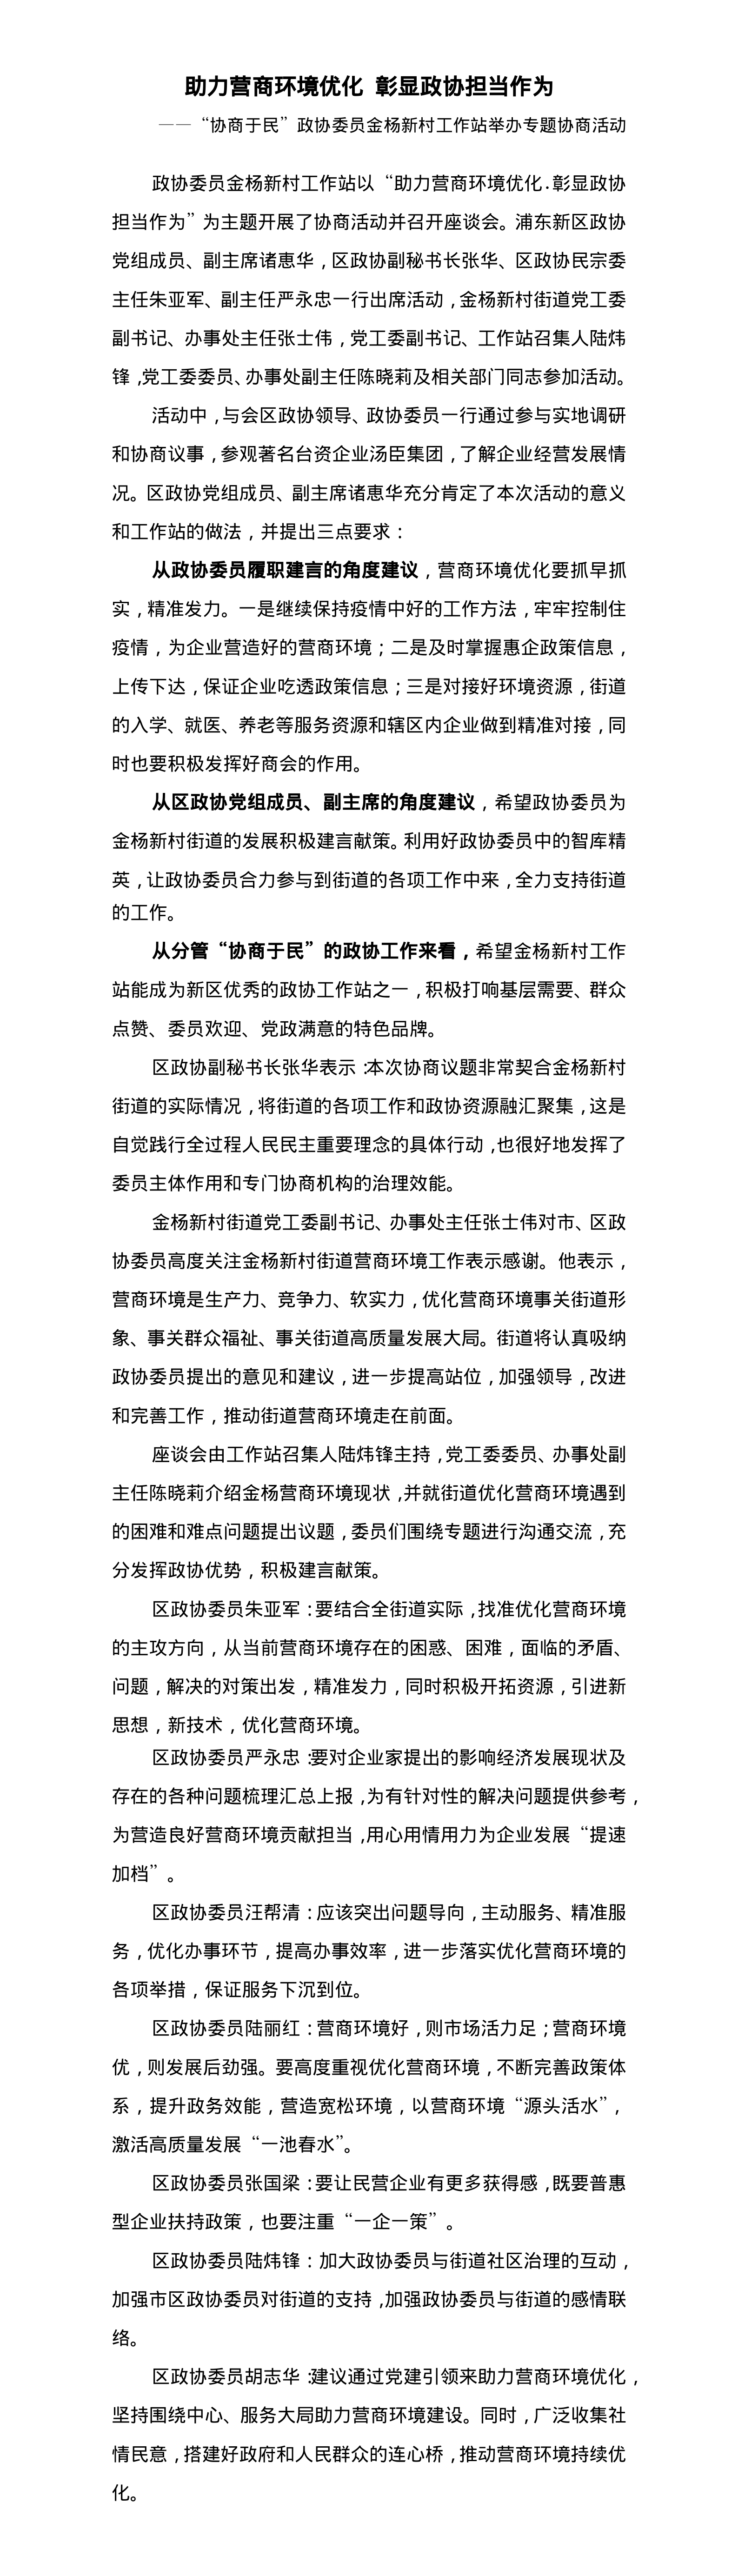 助力营商环境优化 彰显政协担当作为
——“协商于民”政协委员金杨新村工作站举办专题协商活动
政协委员金杨新村工作站以“助力营商环境优化.彰显政协
担当作为”为主题开展了协商活动并召开座谈会。浦东新区政协
党组成员、副主席诸惠华，区政协副秘书长张华、区政协民宗委
主任朱亚军、副主任严永忠一行出席活动，金杨新村街道党工委
副书记、办事处主任张士伟，党工委副书记、工作站召集人陆炜
锋，党工委委员、办事处副主任陈晓莉及相关部门同志参加活动。
活动中，与会区政协领导、政协委员一行通过参与实地调研
和协商议事，参观著名台资企业汤臣集团，了解企业经营发展情
况。区政协党组成员、副主席诸惠华充分肯定了本次活动的意义
和工作站的做法，并提出三点要求：
从政协委员履职建言的角度建议，营商环境优化要抓早抓
实，精准发力。一是继续保持疫情中好的工作方法，牢牢控制住
疫情，为企业营造好的营商环境；二是及时掌握惠企政策信息，
上传下达，保证企业吃透政策信息；三是对接好环境资源，街道
的入学、就医、养老等服务资源和辖区内企业做到精准对接，同
时也要积极发挥好商会的作用。
从区政协党组成员、副主席的角度建议，希望政协委员为
金杨新村街道的发展积极建言献策。利用好政协委员中的智库精
英，让政协委员合力参与到街道的各项工作中来，全力支持街道
的工作。
从分管“协商于民”的政协工作来看，希望金杨新村工作
站能成为新区优秀的政协工作站之一，积极打响基层需要、群众
点赞、委员欢迎、党政满意的特色品牌。
区政协副秘书长张华表示：本次协商议题非常契合金杨新村
街道的实际情况，将街道的各项工作和政协资源融汇聚集，这是
自觉践行全过程人民民主重要理念的具体行动，也很好地发挥了
委员主体作用和专门协商机构的治理效能。
金杨新村街道党工委副书记、办事处主任张士伟对市、区政
协委员高度关注金杨新村街道营商环境工作表示感谢。他表示，
营商环境是生产力、竞争力、软实力，优化营商环境事关街道形
象、事关群众福祉、事关街道高质量发展大局。街道将认真吸纳
政协委员提出的意见和建议，进一步提高站位，加强领导，改进
和完善工作，推动街道营商环境走在前面。
座谈会由工作站召集人陆炜锋主持，党工委委员、办事处副
主任陈晓莉介绍金杨营商环境现状，并就街道优化营商环境遇到
的困难和难点问题提出议题，委员们围绕专题进行沟通交流，充
分发挥政协优势，积极建言献策。
区政协委员朱亚军：要结合全街道实际，找准优化营商环境
的主攻方向，从当前营商环境存在的困惑、困难，面临的矛盾、
问题，解决的对策出发，精准发力，同时积极开拓资源，引进新
思想，新技术，优化营商环境。
区政协委员严永忠：要对企业家提出的影响经济发展现状及
存在的各种问题梳理汇总上报，为有针对性的解决问题提供参考，
为营造良好营商环境贡献担当，用心用情用力为企业发展“提速
加档”。
区政协委员汪帮清：应该突出问题导向，主动服务、精准服
务，优化办事环节，提高办事效率，进一步落实优化营商环境的
各项举措，保证服务下沉到位。
区政协委员陆丽红：营商环境好，则市场活力足；营商环境
优，则发展后劲强。要高度重视优化营商环境，不断完善政策体
系，提升政务效能，营造宽松环境，以营商环境“源头活水”，
激活高质量发展“一池春水”。
区政协委员张国梁：要让民营企业有更多获得感，既要普惠
型企业扶持政策，也要注重“一企一策”。
区政协委员陆炜锋：加大政协委员与街道社区治理的互动，
加强市区政协委员对街道的支持，加强政协委员与街道的感情联
络。
区政协委员胡志华：建议通过党建引领来助力营商环境优化，
坚持围绕中心、服务大局助力营商环境建设。同时，广泛收集社
情民意，搭建好政府和人民群众的连心桥，推动营商环境持续优
化。